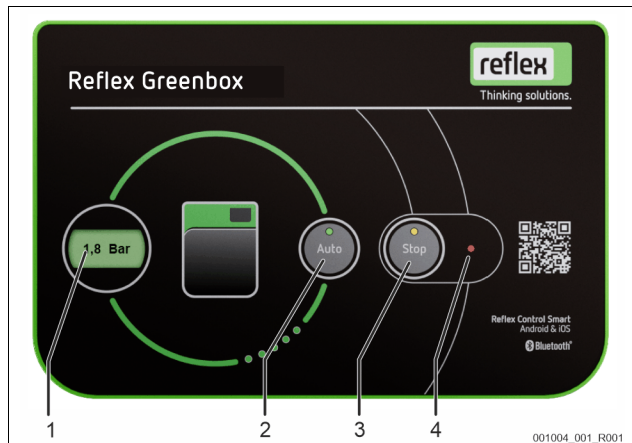 Reflex Greenbox
reflex
Thinking solutions.
1,8 Bar
Auto
Stop
Reflex Control Smart
Android & iOS
Bluetooth®
1
2
3
4
001004_001_R001